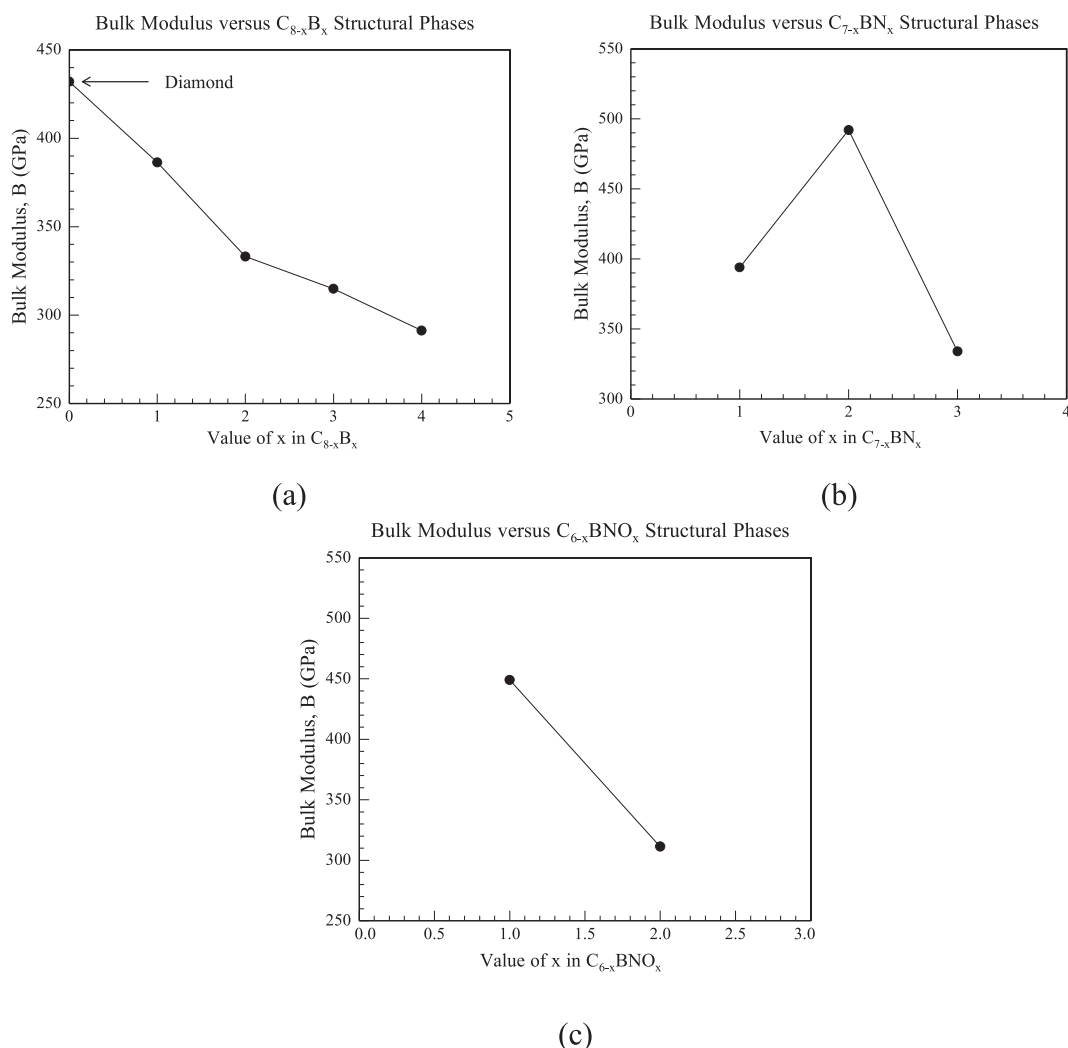 Bulk Modulus versus C₈₋ₓBₓ Structural Phases
450
400
350
300
250
Bulk Modulus, B (GPa)
Diamond
0 1 2 3 4 5
Value of x in C₈₋ₓBₓ
(a)
Bulk Modulus versus C₇₋ₓBNₓ Structural Phases
550
500
450
400
350
300
Bulk Modulus, B (GPa)
0 1 2 3 4
Value of x in C₇₋ₓBNₓ
(b)
Bulk Modulus versus C₆₋ₓBNOₓ Structural Phases
550
500
450
400
350
300
250
Bulk Modulus, B (GPa)
0.0 0.5 1.0 1.5 2.0 2.5 3.0
Value of x in C₆₋ₓBNOₓ
(c)